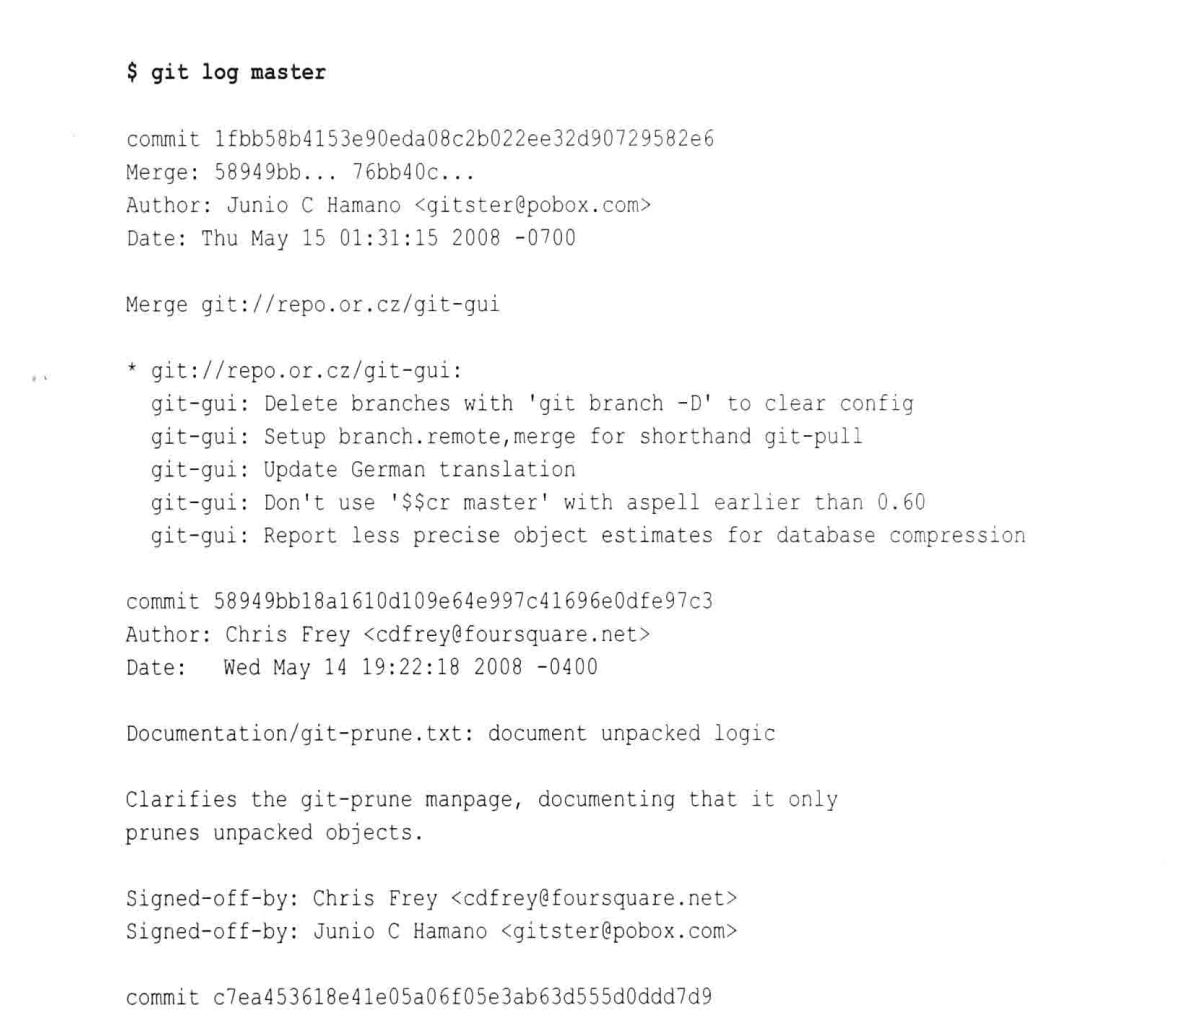 $ git log master
commit 1fbb58b4153e90eda08c2b022ee32d90729582e6
Merge: 58949bb... 76bb40c...
Author: Junio C Hamano <gitster@pobox.com>
Date: Thu May 15 01:31:15 2008 -0700
Merge git://repo.or.cz/git-gui
* git://repo.or.cz/git-gui:
git-gui: Delete branches with 'git branch -D' to clear config
git-gui: Setup branch.remote,merge for shorthand git-pull
git-gui: Update German translation
git-gui: Don't use '$$cr master' with aspell earlier than 0.60
git-gui: Report less precise object estimates for database compression
commit 58949bb18a1610d109e64e997c41696e0dfe97c3
Author: Chris Frey <cdfrey@foursquare.net>
Date:   Wed May 14 19:22:18 2008 -0400
Documentation/git-prune.txt: document unpacked logic
Clarifies the git-prune manpage, documenting that it only
prunes unpacked objects.
Signed-off-by: Chris Frey <cdfrey@foursquare.net>
Signed-off-by: Junio C Hamano <gitster@pobox.com>
commit c7ea453618e41e05a06f05e3ab63d555d0ddd7d9